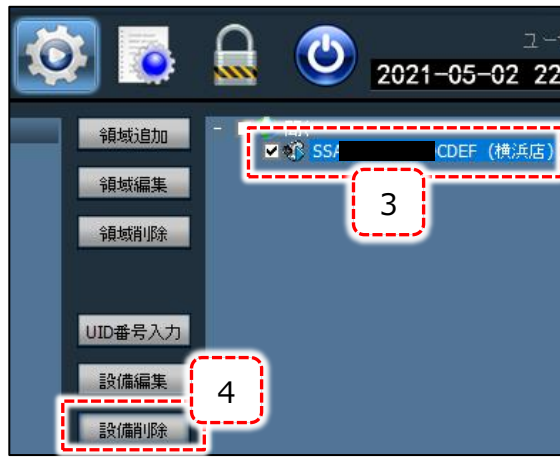 ユー
2021-05-02 22
領域追加
SSA CDEF (横浜店)
領域編集
3
領域削除
UID番号入力
設備編集
4
設備削除